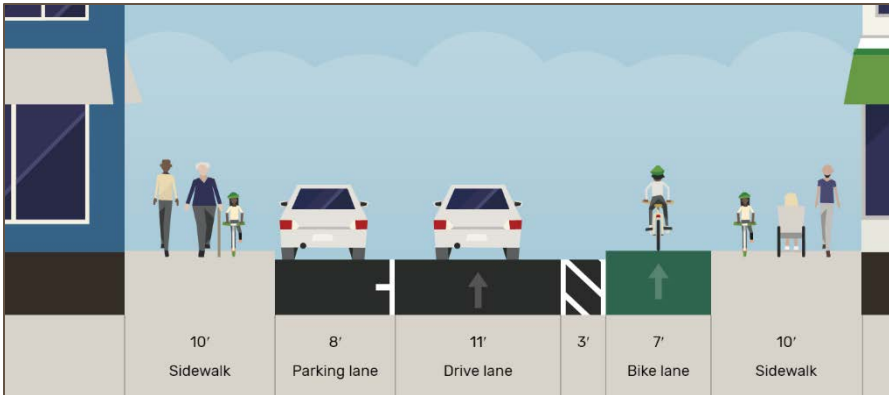 10′ 8′ 11′ 3′ 7′ 10′
Sidewalk Parking lane Drive lane Bike lane Sidewalk